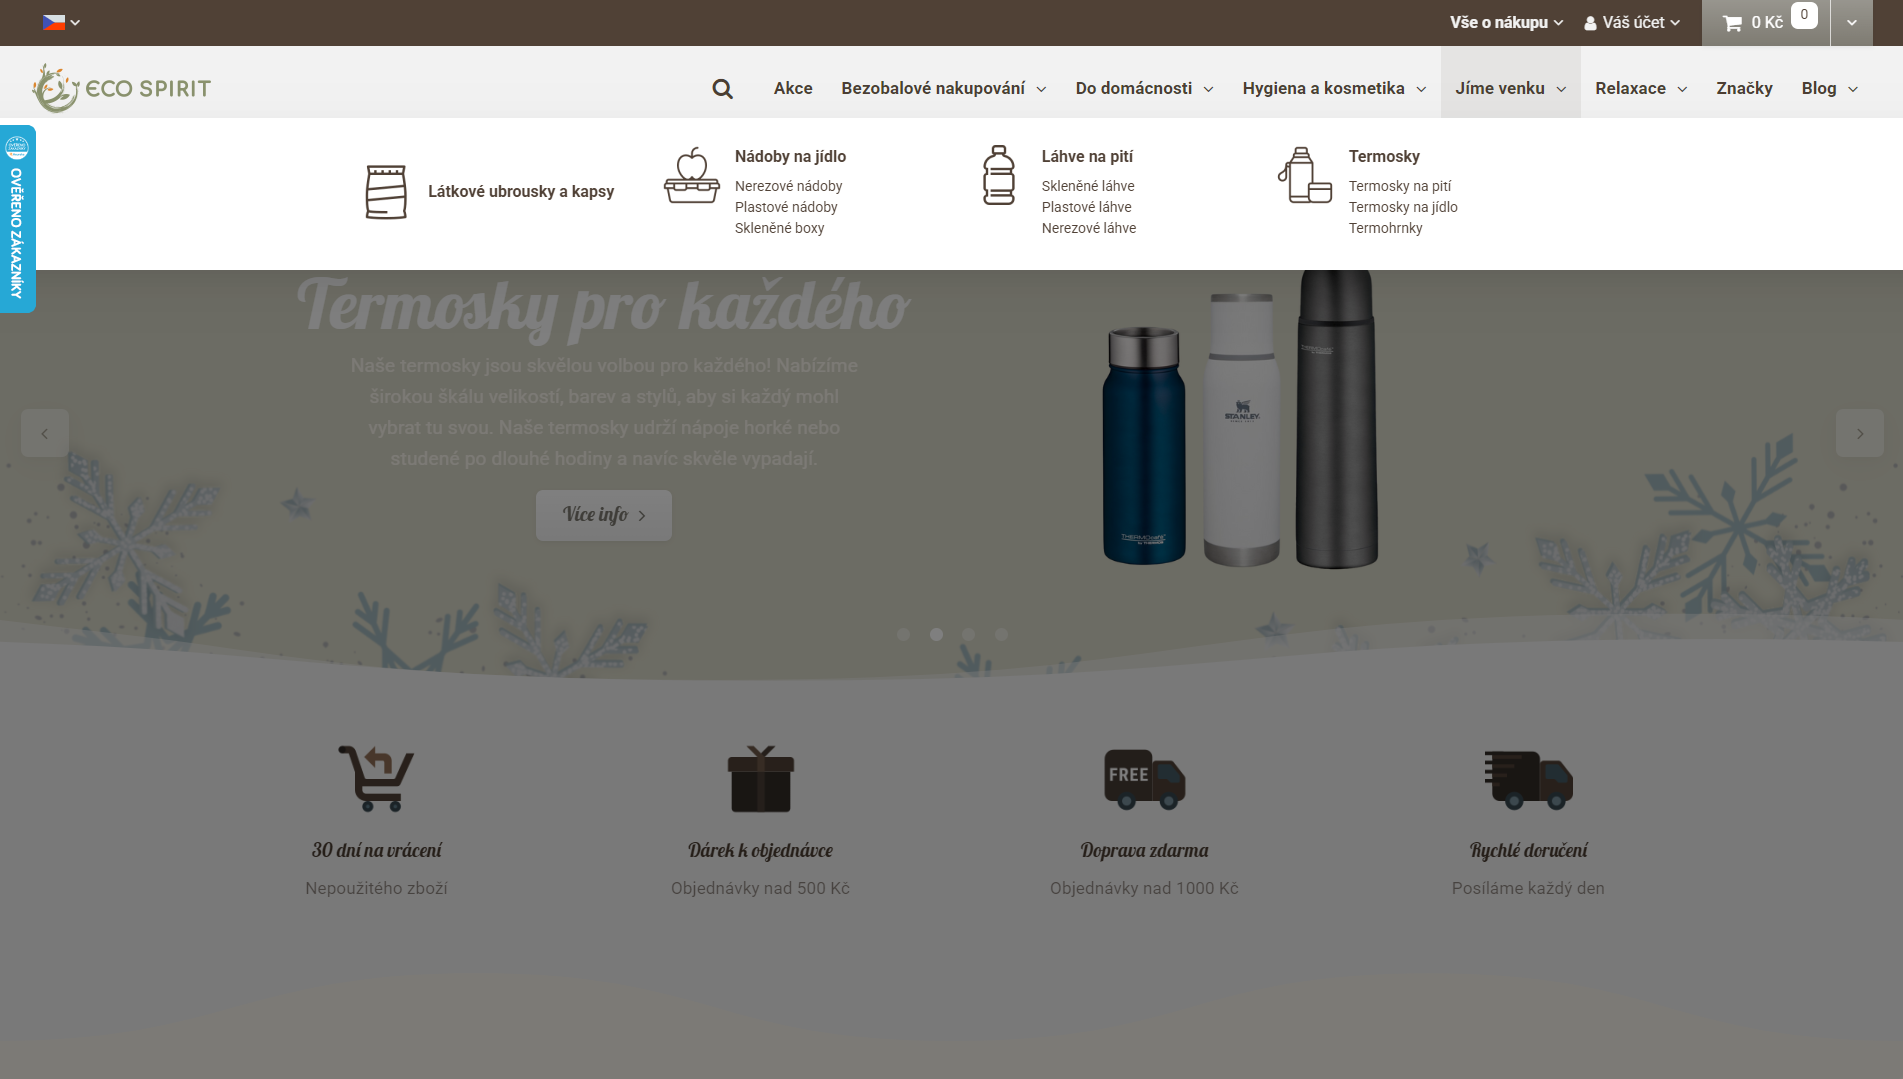 Vše o nákupu
Váš účet
0 Kč
0
ECO SPIRIT
Akce
Bezobalové nakupování
Do domácnosti
Hygiena a kosmetika
Jíme venku
Relaxace
Značky
Blog
OVĚŘENO ZÁKAZNÍKY
Látkové ubrousky a kapsy
Nádoby na jídlo
Nerezové nádoby
Plastové nádoby
Skleněné boxy
Láhve na pití
Skleněné láhve
Plastové láhve
Nerezové láhve
Termosky
Termosky na pití
Termosky na jídlo
Termohrnky
Termosky pro každého
Naše termosky jsou skvělou volbou pro každého! Nabízíme
širokou škálu velikostí, barev a stylů, aby si každý mohl
vybrat tu svou. Naše termosky udrží nápoje horké nebo
studené po dlouhé hodiny a navíc skvěle vypadají.
Více info
STANLEY
FREE
30 dní na vrácení
Nepoužitého zboží
Dárek k objednávce
Objednávky nad 500 Kč
Doprava zdarma
Objednávky nad 1000 Kč
Rychlé doručení
Posíláme každý den